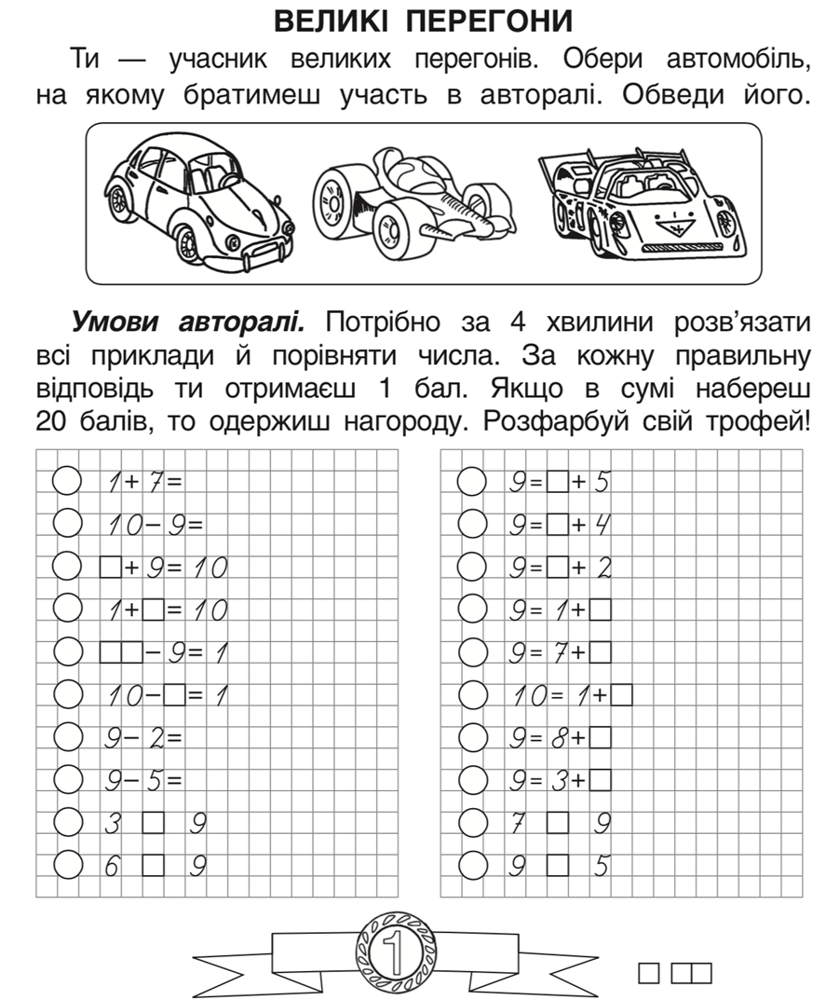 ВЕЛИКІ ПЕРЕГОНИ
Ти — учасник великих перегонів. Обери автомобіль,
на якому братимеш участь в авторалі. Обведи його.
Умови авторалі. Потрібно за 4 хвилини розв’язати
всі приклади й порівняти числа. За кожну правильну
відповідь ти отримаєш 1 бал. Якщо в сумі набереш
20 балів, то одержиш нагороду. Розфарбуй свій трофей!
1 + 7 =
10 − 9 =
□ + 9 = 10
1 + □ = 10
□□ − 9 = 1
10 − □ = 1
9 − 2 =
9 − 5 =
3 □ 9
6 □ 9
9 = □ + 5
9 = □ + 4
9 = □ + 2
9 = 1 + □
9 = 7 + □
10 = 1 + □
9 = 8 + □
9 = 3 + □
7 □ 9
9 □ 5
1